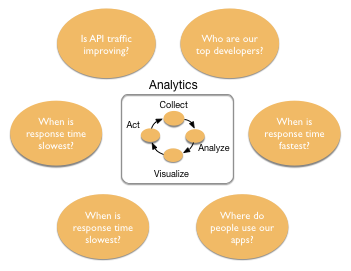 Is API traffic
improving?
Who are our
top developers?
Analytics
Collect
Act
Analyze
Visualize
When is
response time
slowest?
When is
response time
fastest?
When is
response time
slowest?
Where do
people use our
apps?